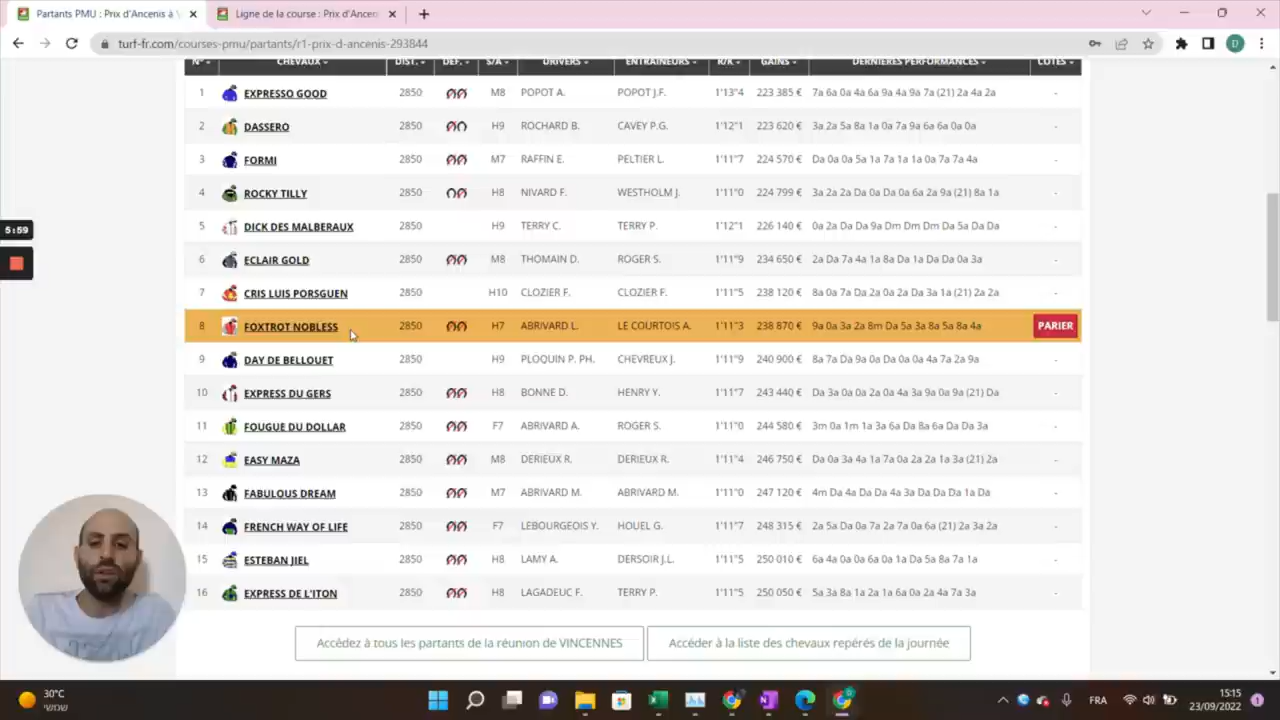 Partants PMU : Prix d'Ancenis à V
Ligne de la course : Prix d'Ancen
turf-fr.com/courses-pmu/partants/r1-prix-d-ancenis-293844
D
N° CHEVAUX DIST. DEF. S/A DRIVERS ENTRAINEURS R/K GAINS DERNIÈRES PERFORMANCES COTES
1 EXPRESSO GOOD 2850 M8 POPOT A. POPOT J.F. 1'13"4 223 385 € 7a 6a 0a 4a 6a 9a 4a 9a 7a (21) 2a 4a 2a -
2 DASSERO 2850 H9 ROCHARD B. CAVEY P.G. 1'12"1 223 620 € 3a 2a 5a 8a 1a 0a 7a 9a 6a 6a 0a 0a -
3 FORMI 2850 M7 RAFFIN E. PELTIER L. 1'11"7 224 570 € Da 0a 0a 5a 1a 7a 1a 1a 0a 7a 7a 4a -
4 ROCKY TILLY 2850 H8 NIVARD F. WESTHOLM J. 1'11"0 224 799 € 3a 2a 2a Da 0a Da 0a 6a 2a 9a (21) 8a 1a -
5 DICK DES MALBERAUX 2850 H9 TERRY C. TERRY P. 1'12"1 226 140 € 0a 2a Da Da 9a Dm Dm Dm Da 5a Da Da -
6 ECLAIR GOLD 2850 M8 THOMAIN D. ROGER S. 1'11"9 234 650 € 2a Da 7a 4a 1a 8a Da 1a Da Da 0a 3a -
7 CRIS LUIS PORSGUEN 2850 H10 CLOZIER F. CLOZIER F. 1'11"5 238 120 € 8a 0a 7a Da 2a 0a 2a Da 3a 1a (21) 2a 2a -
8 FOXTROT NOBLESS 2850 H7 ABRIVARD L. LE COURTOIS A. 1'11"3 238 870 € 9a 0a 3a 2a 8m Da 5a 3a 8a 5a 8a 4a PARIER
9 DAY DE BELLOUET 2850 H9 PLOQUIN P. PH. CHEVREUX J. 1'11"9 240 900 € 8a 7a Da 9a 0a Da 0a 0a 4a 7a 2a 9a -
10 EXPRESS DU GERS 2850 H8 BONNE D. HENRY Y. 1'11"7 243 440 € Da 3a 0a 0a 2a 0a 4a 3a 9a 0a 9a (21) Da -
11 FOUGUE DU DOLLAR 2850 F7 ABRIVARD A. ROGER S. 1'11"0 244 580 € 3m 0a 1m 1a 3a 6a Da 8a 6a Da Da 3a -
12 EASY MAZA 2850 M8 DERIEUX R. DERIEUX R. 1'11"4 246 750 € Da 0a 3a 4a 1a 7a 0a 2a 2a 1a 3a (21) 2a -
13 FABULOUS DREAM 2850 M7 ABRIVARD M. ABRIVARD M. 1'11"0 247 120 € 4m Da 4a Da Da 4a 3a Da Da Da 1a Da -
14 FRENCH WAY OF LIFE 2850 F7 LEBOURGEOIS Y. HOUEL G. 1'11"7 248 315 € 2a 5a Da 0a 7a 2a 7a 0a 6a (21) 2a 3a 2a -
15 ESTEBAN JIEL 2850 H8 LAMY A. DERSOIR J.L. 1'11"5 250 010 € 6a 4a 0a 0a 6a 0a 1a Da 5a 8a 7a 1a -
16 EXPRESS DE L'ITON 2850 H8 LAGADEUC F. TERRY P. 1'11"5 250 050 € 5a 3a 8a 1a 2a 1a 6a 0a 2a 4a 7a 3a -
5:59
Accédez à tous les partants de la réunion de VINCENNES
Accéder à la liste des chevaux repérés de la journée
30°C
שמשי
FRA
15:15
23/09/2022
1